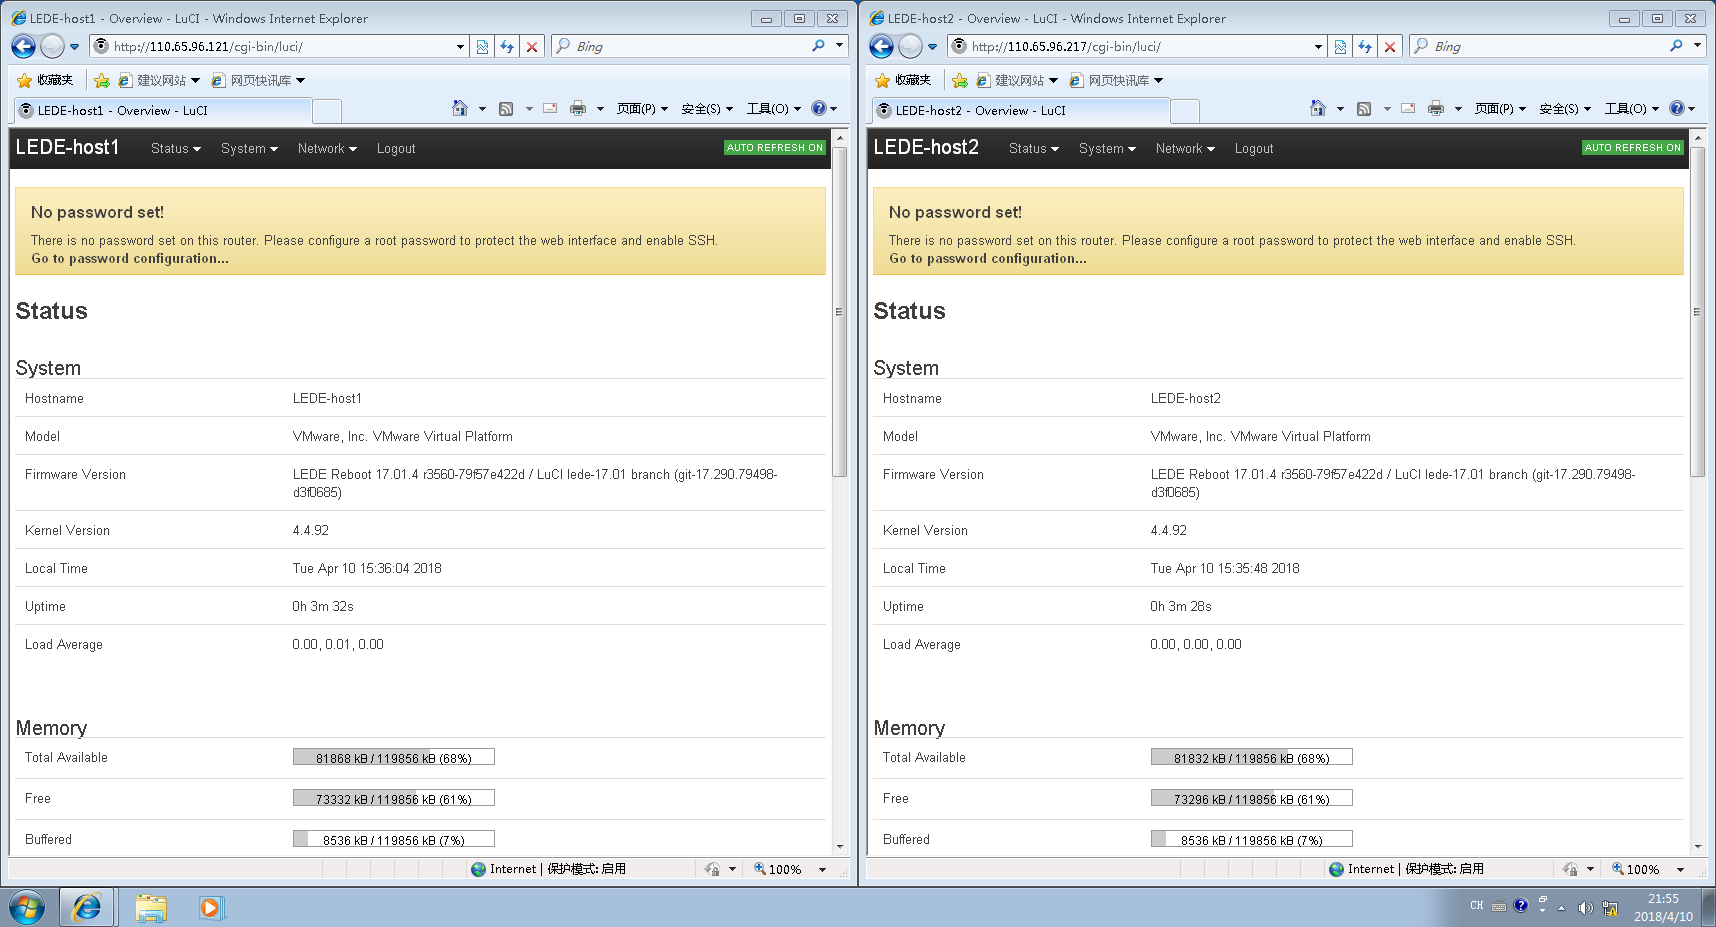 LEDE-host1 - Overview - LuCI - Windows Internet Explorer
http://110.65.96.121/cgi-bin/luci/
Bing
收藏夹
建议网站
网页快讯库
LEDE-host1 - Overview - LuCI
页面(P)
安全(S)
工具(O)
LEDE-host1
Status
System
Network
Logout
AUTO REFRESH ON
No password set!
There is no password set on this router. Please configure a root password to protect the web interface and enable SSH.
Go to password configuration...
Status
System
Hostname
LEDE-host1
Model
VMware, Inc. VMware Virtual Platform
Firmware Version
LEDE Reboot 17.01.4 r3560-79f57e422d / LuCI lede-17.01 branch (git-17.290.79498-
d3f0685)
Kernel Version
4.4.92
Local Time
Tue Apr 10 15:36:04 2018
Uptime
0h 3m 32s
Load Average
0.00, 0.01, 0.00
Memory
Total Available
81868 kB / 119856 kB (68%)
Free
73332 kB / 119856 kB (61%)
Buffered
8536 kB / 119856 kB (7%)
Internet | 保护模式: 启用
100%
LEDE-host2 - Overview - LuCI - Windows Internet Explorer
http://110.65.96.217/cgi-bin/luci/
Bing
收藏夹
建议网站
网页快讯库
LEDE-host2 - Overview - LuCI
页面(P)
安全(S)
工具(O)
LEDE-host2
Status
System
Network
Logout
AUTO REFRESH ON
No password set!
There is no password set on this router. Please configure a root password to protect the web interface and enable SSH.
Go to password configuration...
Status
System
Hostname
LEDE-host2
Model
VMware, Inc. VMware Virtual Platform
Firmware Version
LEDE Reboot 17.01.4 r3560-79f57e422d / LuCI lede-17.01 branch (git-17.290.79498-
d3f0685)
Kernel Version
4.4.92
Local Time
Tue Apr 10 15:35:48 2018
Uptime
0h 3m 28s
Load Average
0.00, 0.00, 0.00
Memory
Total Available
81832 kB / 119856 kB (68%)
Free
73296 kB / 119856 kB (61%)
Buffered
8536 kB / 119856 kB (7%)
Internet | 保护模式: 启用
100%
CH
21:55
2018/4/10